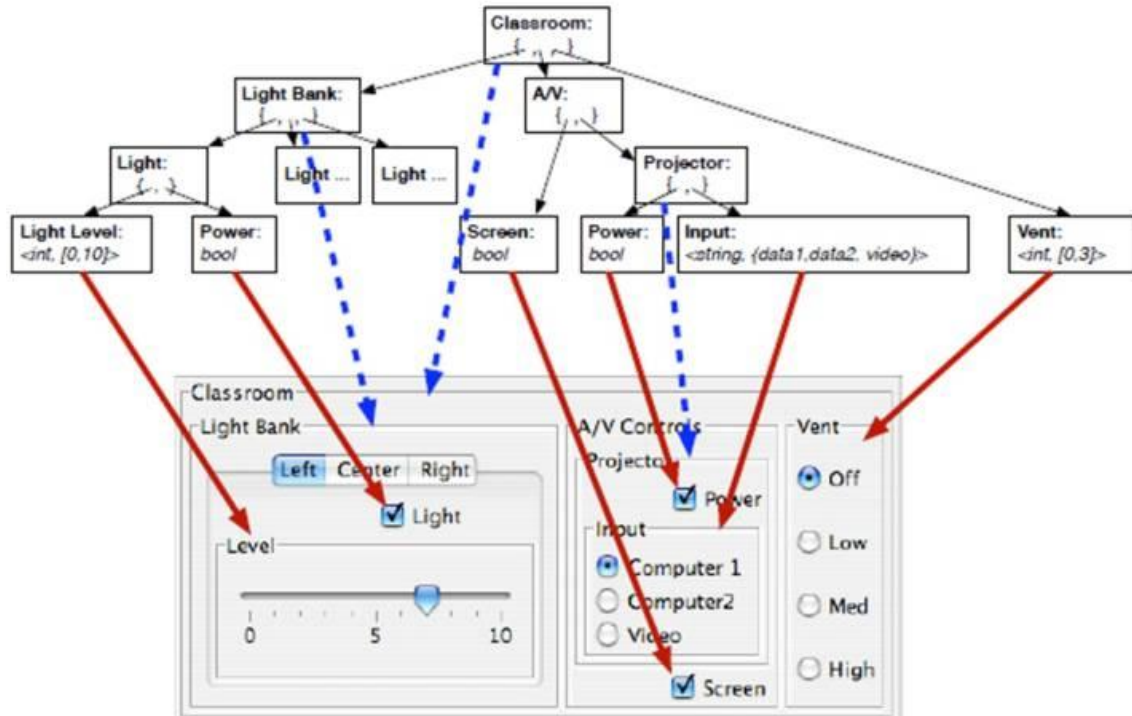 Classroom:
{ , , }
Light Bank:
{ , , }
A/V:
{ , }
Light:
{ , }
Light ...
Light ...
Projector:
{ , }
Light Level:
<int, [0,10]>
Power:
bool
Screen:
bool
Power:
bool
Input:
<string, {data1,data2, video}>
Vent:
<int, [0,3]>
Classroom
Light Bank
Left Center Right
Light
Level
0 5 10
A/V Controls
Projector
Power
Input
Computer 1
Computer2
Video
Screen
Vent
Off
Low
Med
High